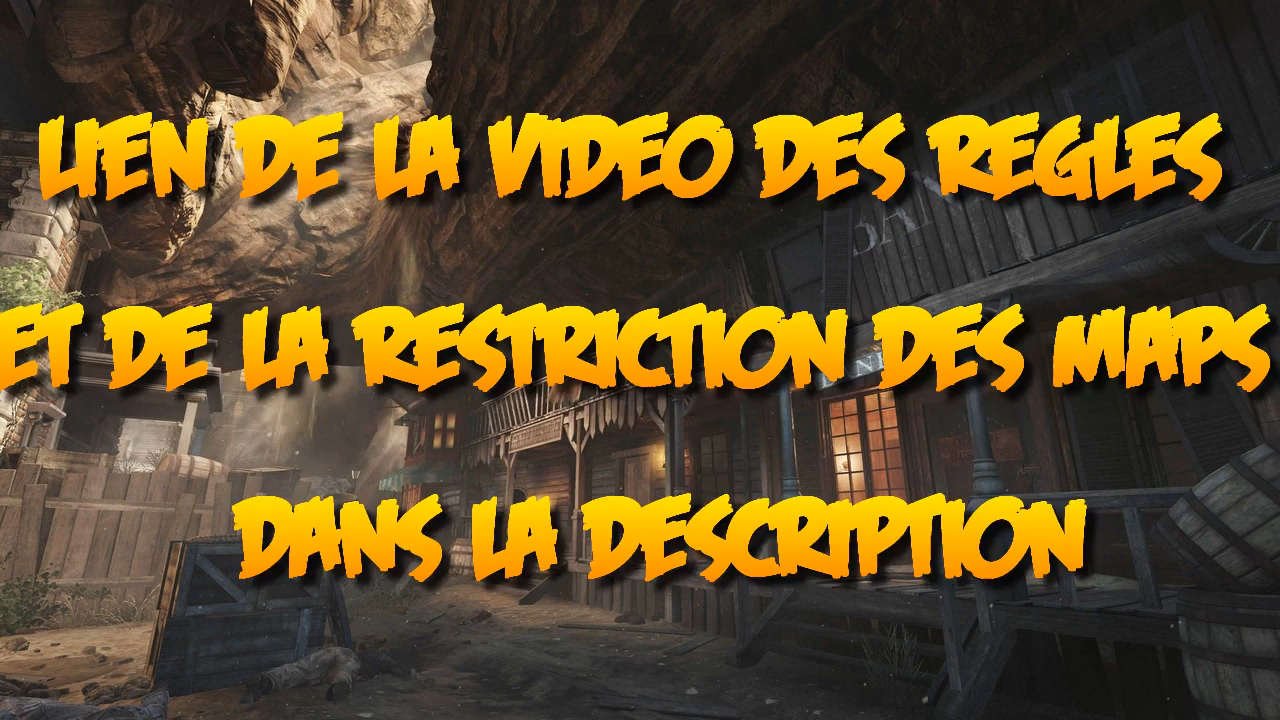 LIEN DE LA VIDEO DES REGLES
ET DE LA RESTRICTION DES MAPS
DANS LA DESCRIPTION